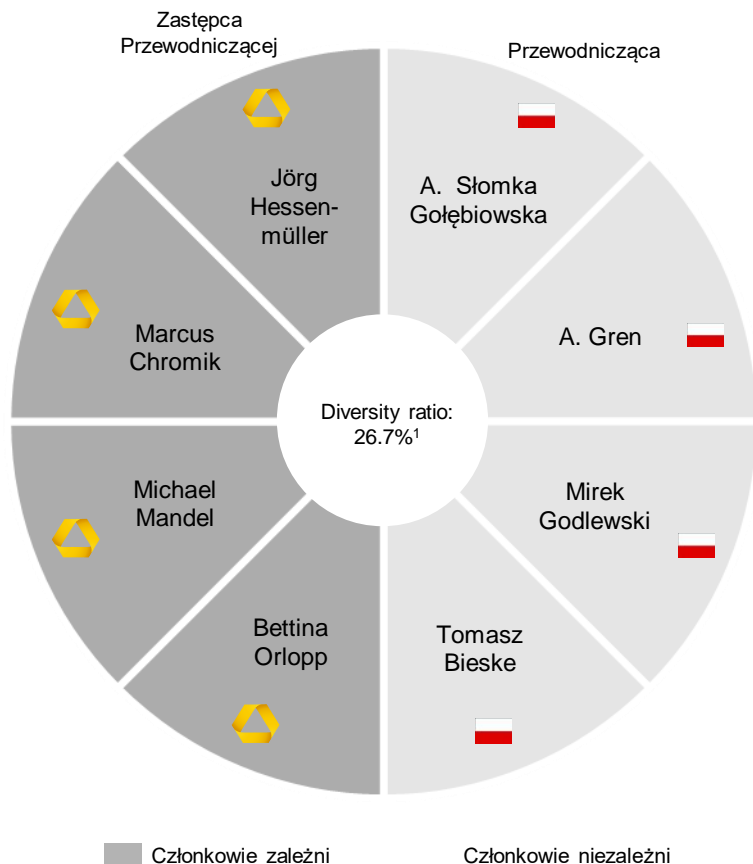 Zastępca
Przewodniczącej
Przewodnicząca
Jörg
Hessen-
müller
A. Słomka
Gołębiowska
Marcus
Chromik
A. Gren
Diversity ratio:
26.7%¹
Michael
Mandel
Mirek
Godlewski
Bettina
Orlopp
Tomasz
Bieske
Członkowie zależni
Członkowie niezależni